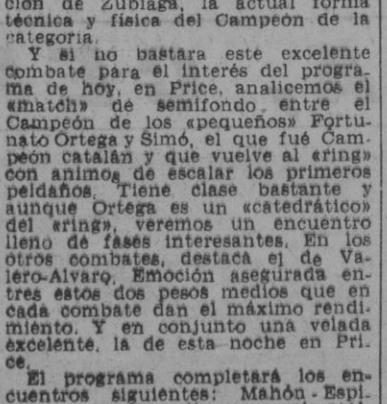 ción de Zubiaga, la actual forma
técnica y física del Campeón de la
categoría.
Y si no bastara este excelente
combate para el interés del progra-
ma de hoy, en Price, analicemos el
«match» de semifondo entre el
Campeón de los «pequeños» Fortu-
nato Ortega y Simó, el que fué Cam-
peón catalán y que vuelve al «ring»
con animos de escalar los primeros
peldaños. Tiene clase bastante y
aunque Ortega es un «catedrático»
del «ring», veremos un encuentro
lleno de fases interesantes. En los
otros combates, destaca el de Va-
lero-Alvaro. Emoción asegurada en-
tres estos dos pesos medios que en
cada combate dan el máximo rendi-
miento. Y en conjunto una velada
excelente, la de esta noche en Pri-
ce.
El programa completará los en-
cuentros siguientes: Mahón-Espi-